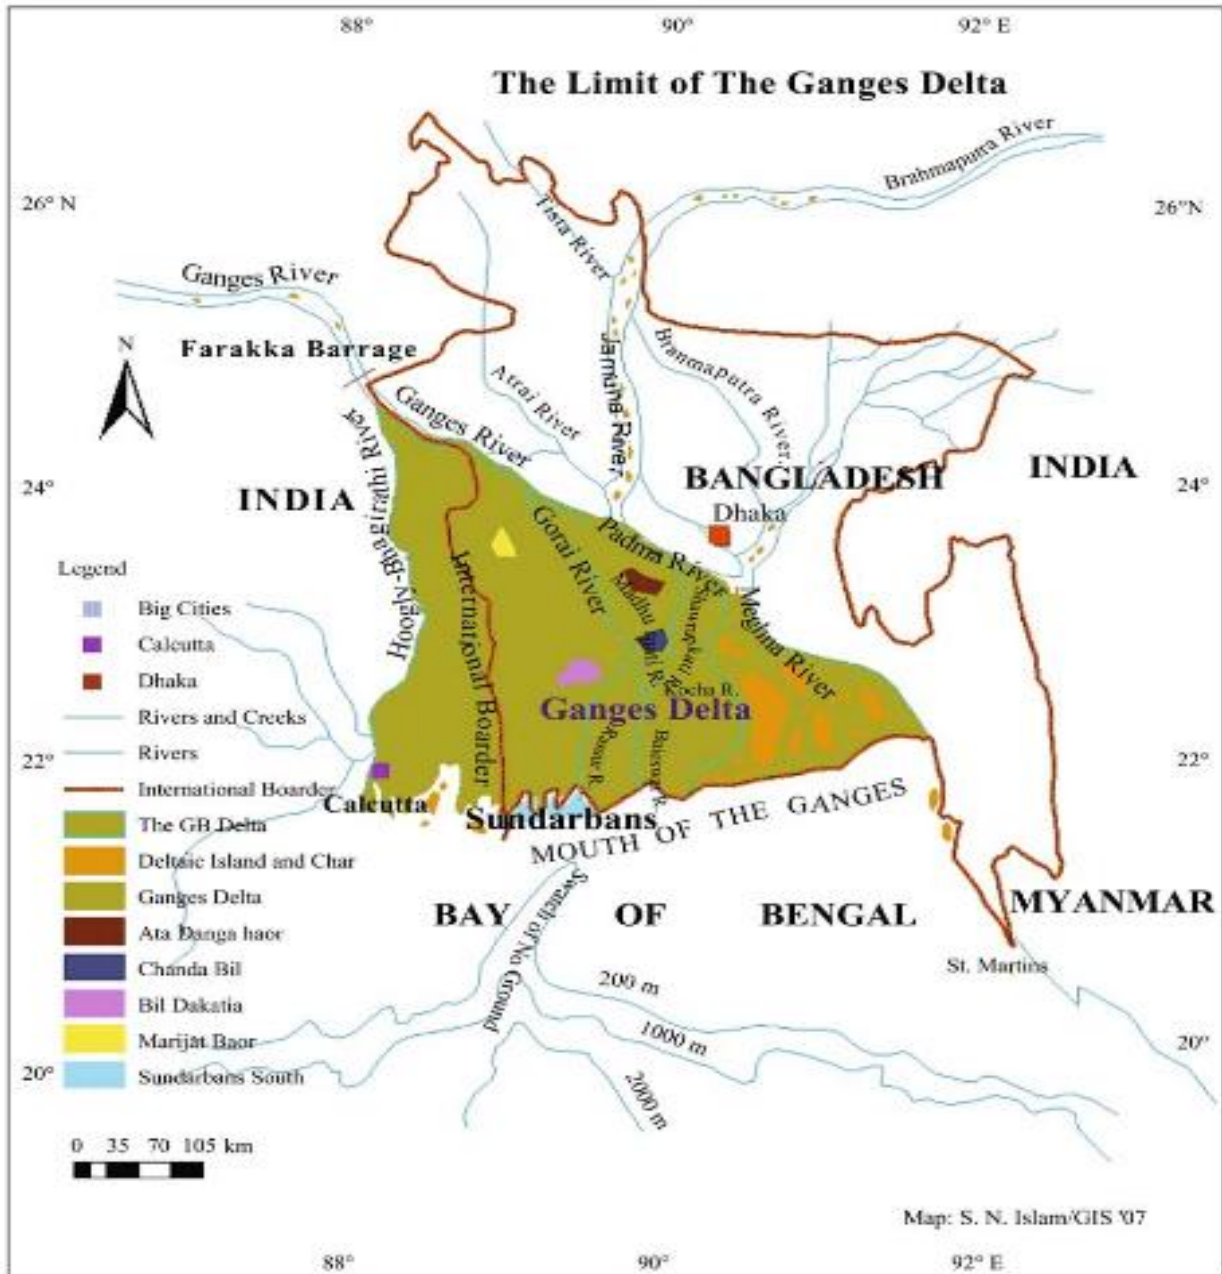 88°
90°
92° E
The Limit of The Ganges Delta
Brahmaputra River
26° N
26°N
Tista River
Ganges River
Farakka Barrage
N
Jamuna River
Branmaputra River.
Atrai River
Ganges River
Hoogly-Bhagirathi River
INDIA
BANGLADESH
INDIA
24°
24°
Dhaka
Gorai River
Padma River
International Boarder
Meghna River
Kocha R.
Ganges Delta
22°
22°
Calcutta
Sundarbans
MOUTH OF THE GANGES
BAY OF BENGAL
MYANMAR
St. Martins
Swatch of No Ground
200 m
1000 m
2000 m
20°
20°
Legend
Big Cities
Calcutta
Dhaka
Rivers and Creeks
Rivers
International Boarder
The GB Delta
Deltaic Island and Char
Ganges Delta
Ata Danga haor
Chanda Bil
Bil Dakatia
Marijat Baor
Sundarbans South
0 35 70 105 km
Map: S. N. Islam/GIS '07
88°
90°
92° E